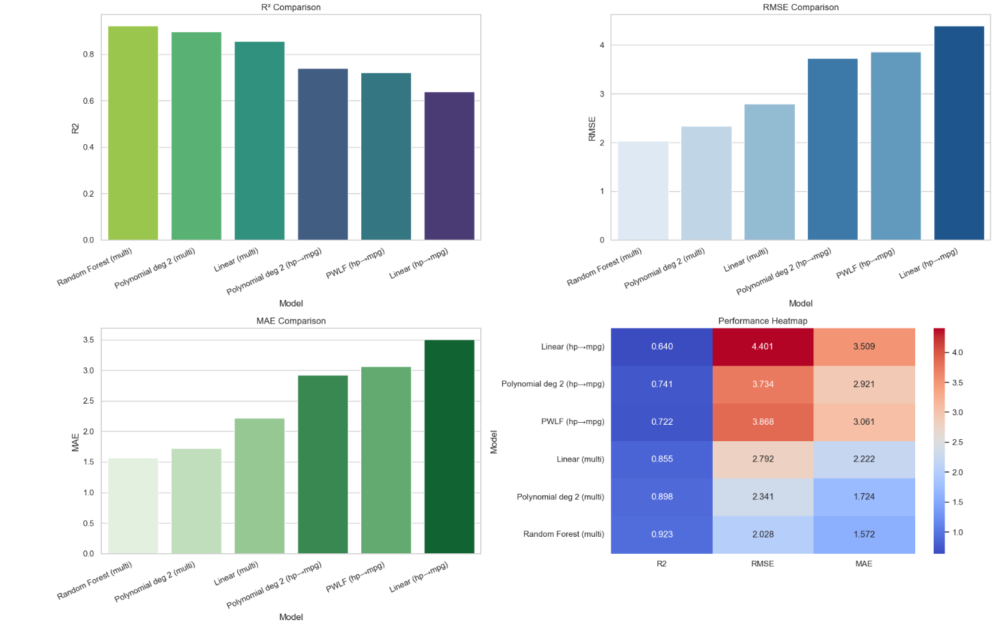 R² Comparison
R2
0.8
0.6
0.4
0.2
0.0
Random Forest (multi)
Polynomial deg 2 (multi)
Linear (multi)
Polynomial deg 2 (hp→mpg)
PWLF (hp→mpg)
Linear (hp→mpg)
Model
RMSE Comparison
RMSE
4
3
2
1
0
Random Forest (multi)
Polynomial deg 2 (multi)
Linear (multi)
Polynomial deg 2 (hp→mpg)
PWLF (hp→mpg)
Linear (hp→mpg)
Model
MAE Comparison
MAE
3.5
3.0
2.5
2.0
1.5
1.0
0.5
0.0
Random Forest (multi)
Polynomial deg 2 (multi)
Linear (multi)
Polynomial deg 2 (hp→mpg)
PWLF (hp→mpg)
Linear (hp→mpg)
Model
Performance Heatmap
Model
Linear (hp→mpg) 0.640 4.401 3.509
Polynomial deg 2 (hp→mpg) 0.741 3.734 2.921
PWLF (hp→mpg) 0.722 3.868 3.061
Linear (multi) 0.855 2.792 2.222
Polynomial deg 2 (multi) 0.898 2.341 1.724
Random Forest (multi) 0.923 2.028 1.572
R2 RMSE MAE
4.0
3.5
3.0
2.5
2.0
1.5
1.0